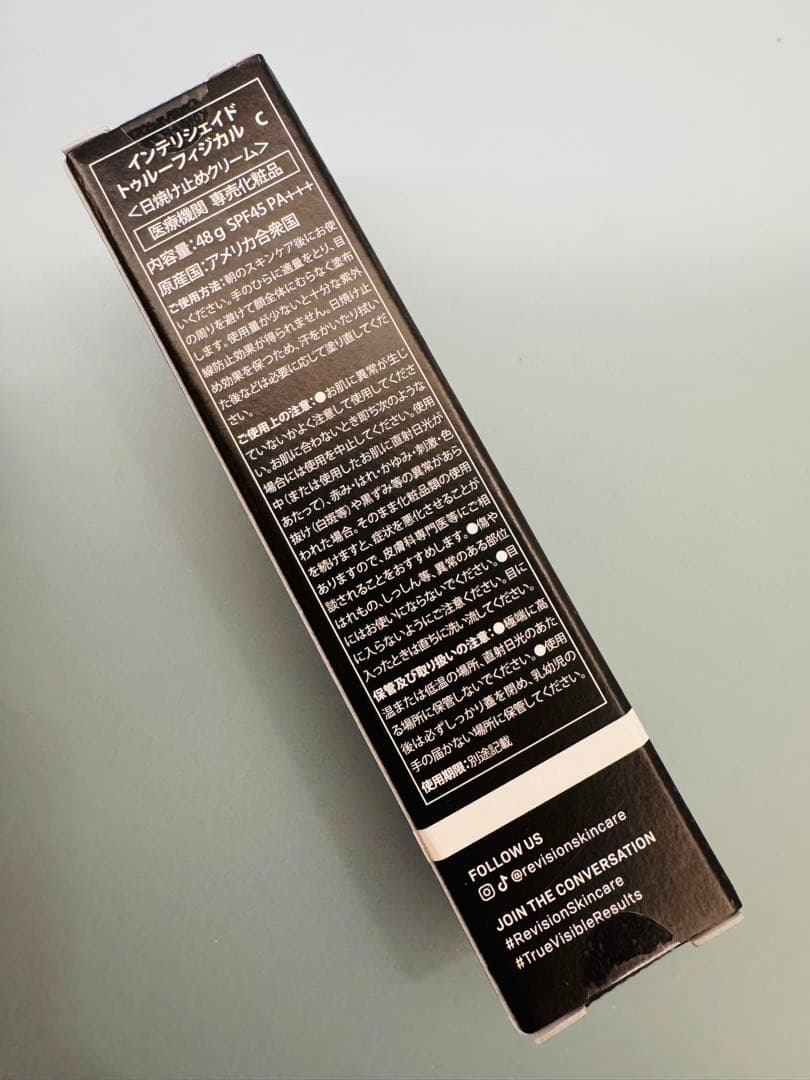 インテリシェイド
トゥルーフィジカル C
<日焼け止めクリーム>
医療機関 専売化粧品
内容量:48g SPF45 PA+++
原産国:アメリカ合衆国
ご使用方法:朝のスキンケア後にお使
いください。手のひらに適量をとり、目
の周りを避けて顔全体にむらなく塗布
します。使用量が少ないと十分な紫外
線防止効果が得られません。日焼け止
め効果を保つため、汗をかいたり拭い
た後などは必要に応じて塗り直してくだ
さい。
ご使用上の注意:●お肌に異常が生じ
ていないかよく注意して使用してくださ
い。お肌に合わないとき即ち次のような
場合には使用を中止してください。使用
中(または使用したお肌に直射日光が
あたって)、赤み・はれ・かゆみ・刺激・色
抜け(白斑等)や黒ずみ等の異常があら
われた場合。そのまま化粧品類の使用
を続けますと、症状を悪化させることが
ありますので、皮膚科専門医等にご相
談されることをおすすめします。●傷や
はれもの、しっしん等、異常のある部位
にはお使いにならないでください。●目
に入らないようにご注意ください。目に
入ったときは直ちに洗い流してください。
保管及び取り扱いの注意:●極端に高
温または低温の場所、直射日光のあた
る場所に保管しないでください。●使用
後は必ずしっかり蓋を閉め、乳幼児の
手の届かない場所に保管してください。
使用期限:別途記載
FOLLOW US
@revisionskincare
JOIN THE CONVERSATION
#RevisionSkincare
#TrueVisibleResults